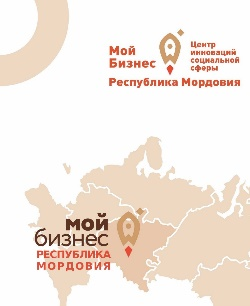 Мой
Бизнес
Центр
инноваций
социальной
сферы
Республика Мордовия
мой
бизнес
РЕСПУБЛИКА
МОРДОВИЯ